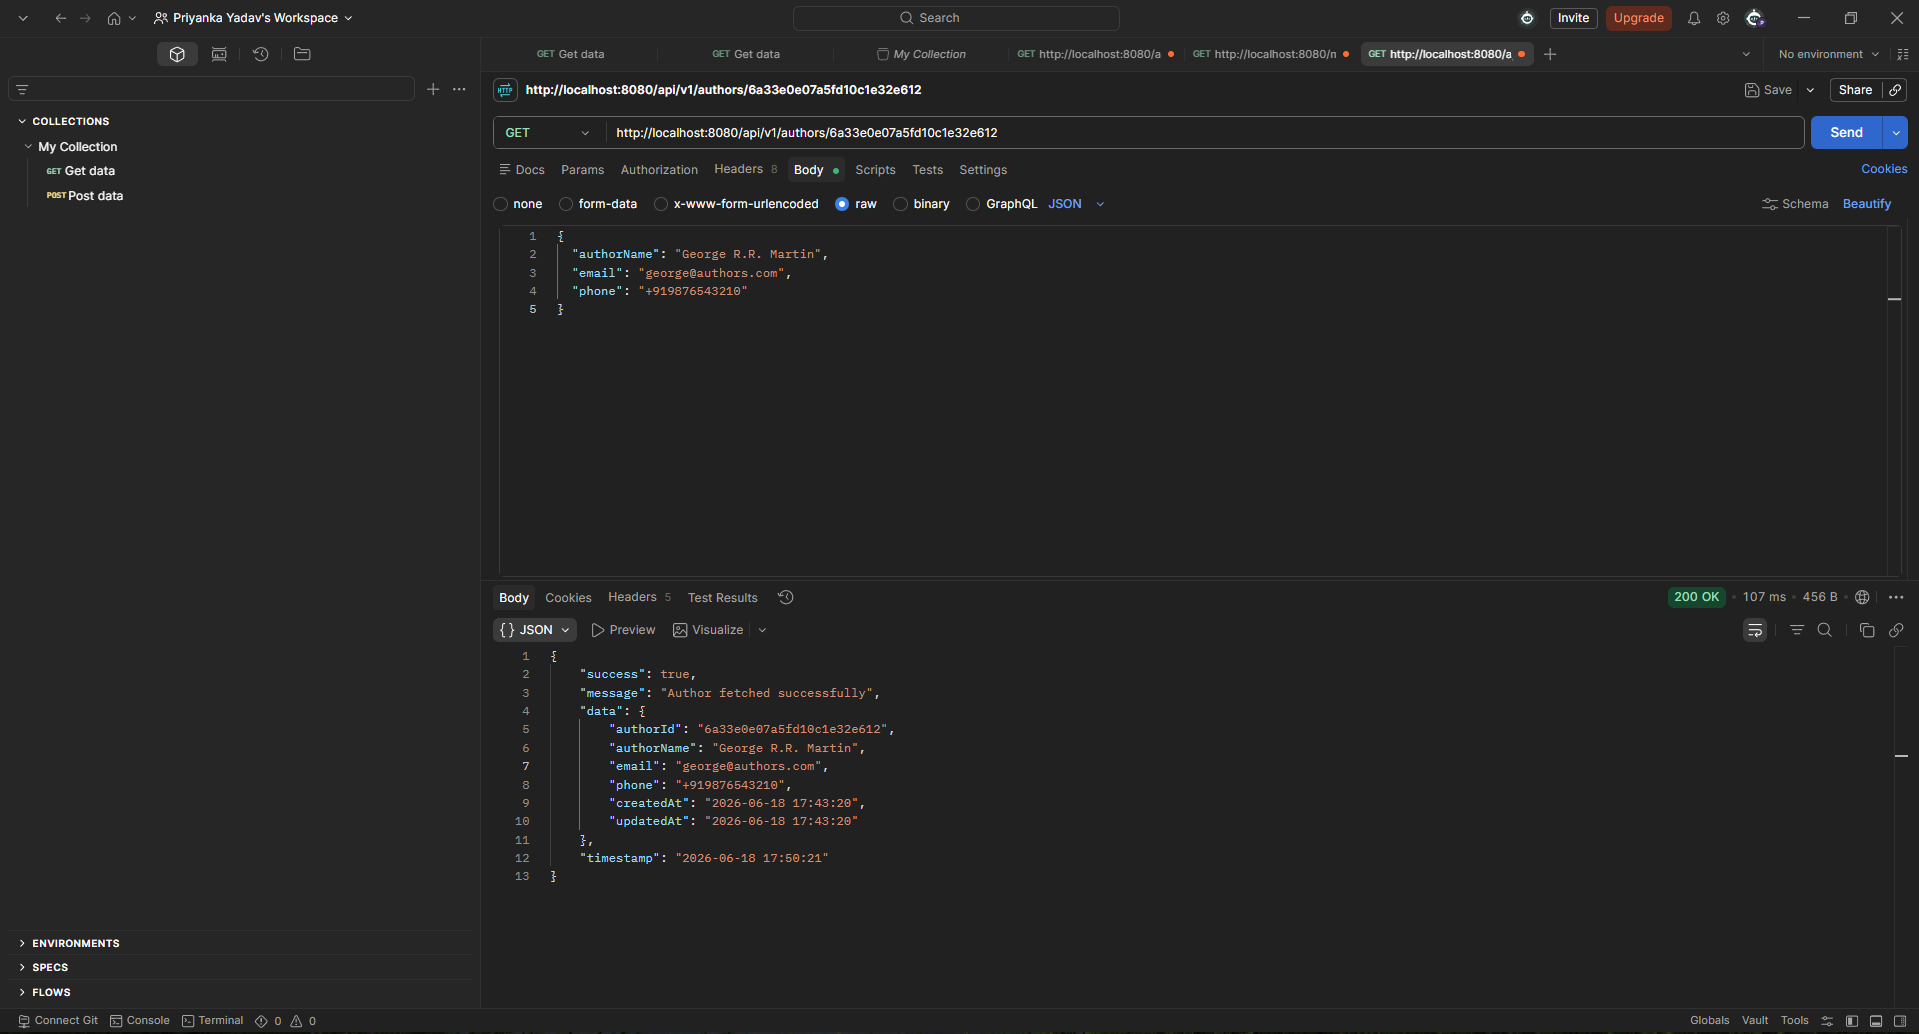 Priyanka Yadav's Workspace
Search
Invite
Upgrade
GET Get data
GET Get data
My Collection
GET http://localhost:8080/a
GET http://localhost:8080/r
GET http://localhost:8080/a
No environment
COLLECTIONS
My Collection
GET Get data
POST Post data
ENVIRONMENTS
SPECS
FLOWS
HTTP http://localhost:8080/api/v1/authors/6a33e0e07a5fd10c1e32e612
Save
Share
GET http://localhost:8080/api/v1/authors/6a33e0e07a5fd10c1e32e612
Send
Docs Params Authorization Headers 8 Body Scripts Tests Settings
Cookies
none form-data x-www-form-urlencoded raw binary GraphQL JSON
Schema Beautify
1 {
2 "authorName": "George R.R. Martin",
3 "email": "george@authors.com",
4 "phone": "+919876543210"
5 }
Body Cookies Headers 5 Test Results
200 OK • 107 ms • 456 B
{} JSON Preview Visualize
1 {
2 "success": true,
3 "message": "Author fetched successfully",
4 "data": {
5 "authorId": "6a33e0e07a5fd10c1e32e612",
6 "authorName": "George R.R. Martin",
7 "email": "george@authors.com",
8 "phone": "+919876543210",
9 "createdAt": "2026-06-18 17:43:20",
10 "updatedAt": "2026-06-18 17:43:20"
11 },
12 "timestamp": "2026-06-18 17:50:21"
13 }
Connect Git Console Terminal 0 0
Globals Vault Tools